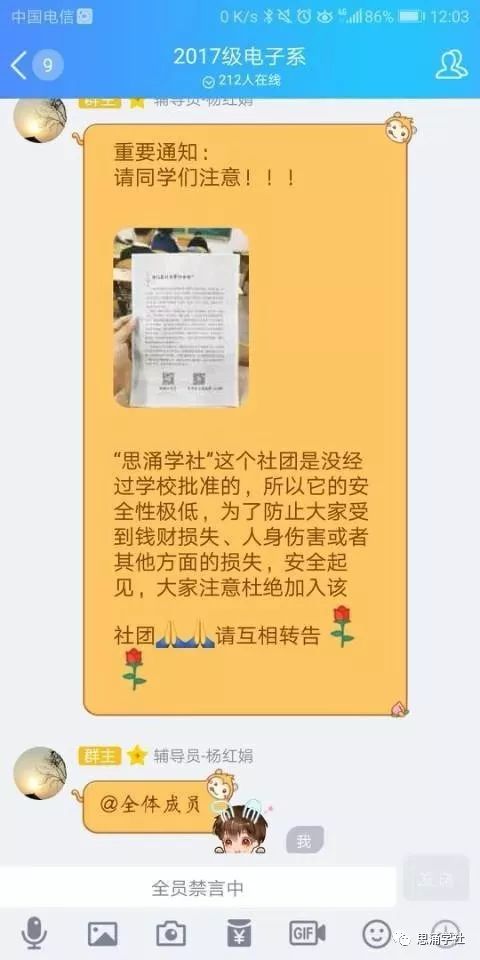 中国电信
0 K/s 4G 86% 12:03
9
2017级电子系
212人在线
群主 辅导员-杨红娟
重要通知：
请同学们注意！！！
“思涌学社”这个社团是没经
过学校批准的，所以它的安
全性极低，为了防止大家受
到钱财损失、人身伤害或者
其他方面的损失，安全起
见，大家注意杜绝加入该
社团🙏🙏请互相转告
群主 辅导员-杨红娟
@全体成员
我
全员禁言中
发送
GIF
思涌学社